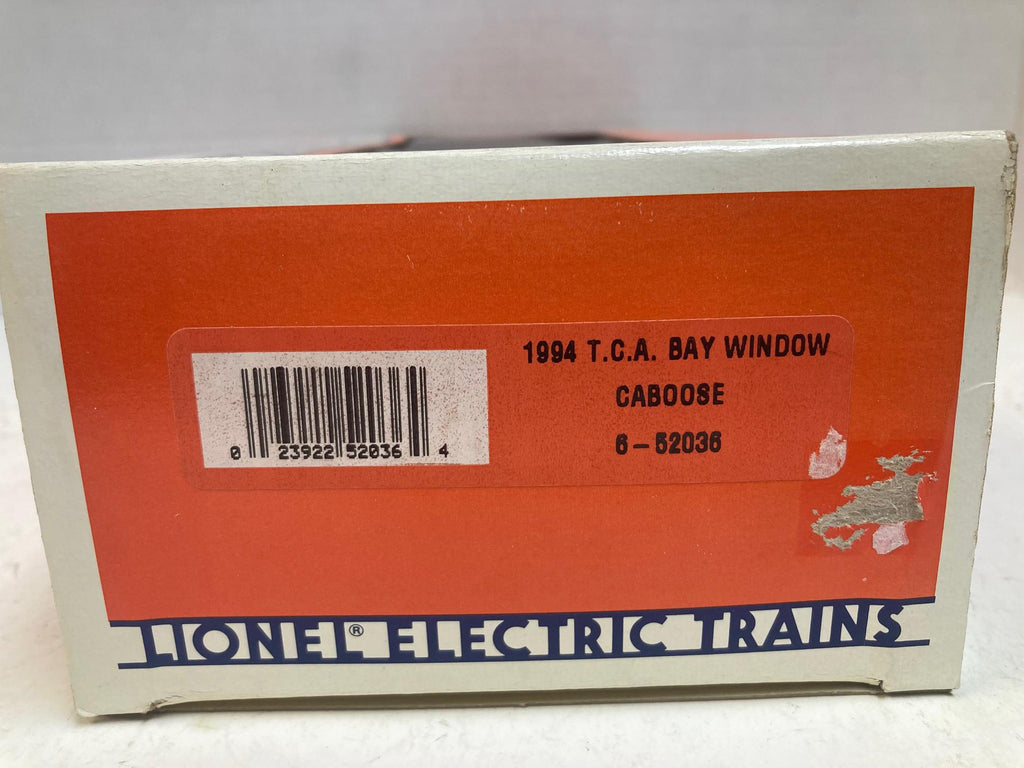 1994 T.C.A. BAY WINDOW
CABOOSE
6-52036
0 23922 52036 4
LIONEL® ELECTRIC TRAINS